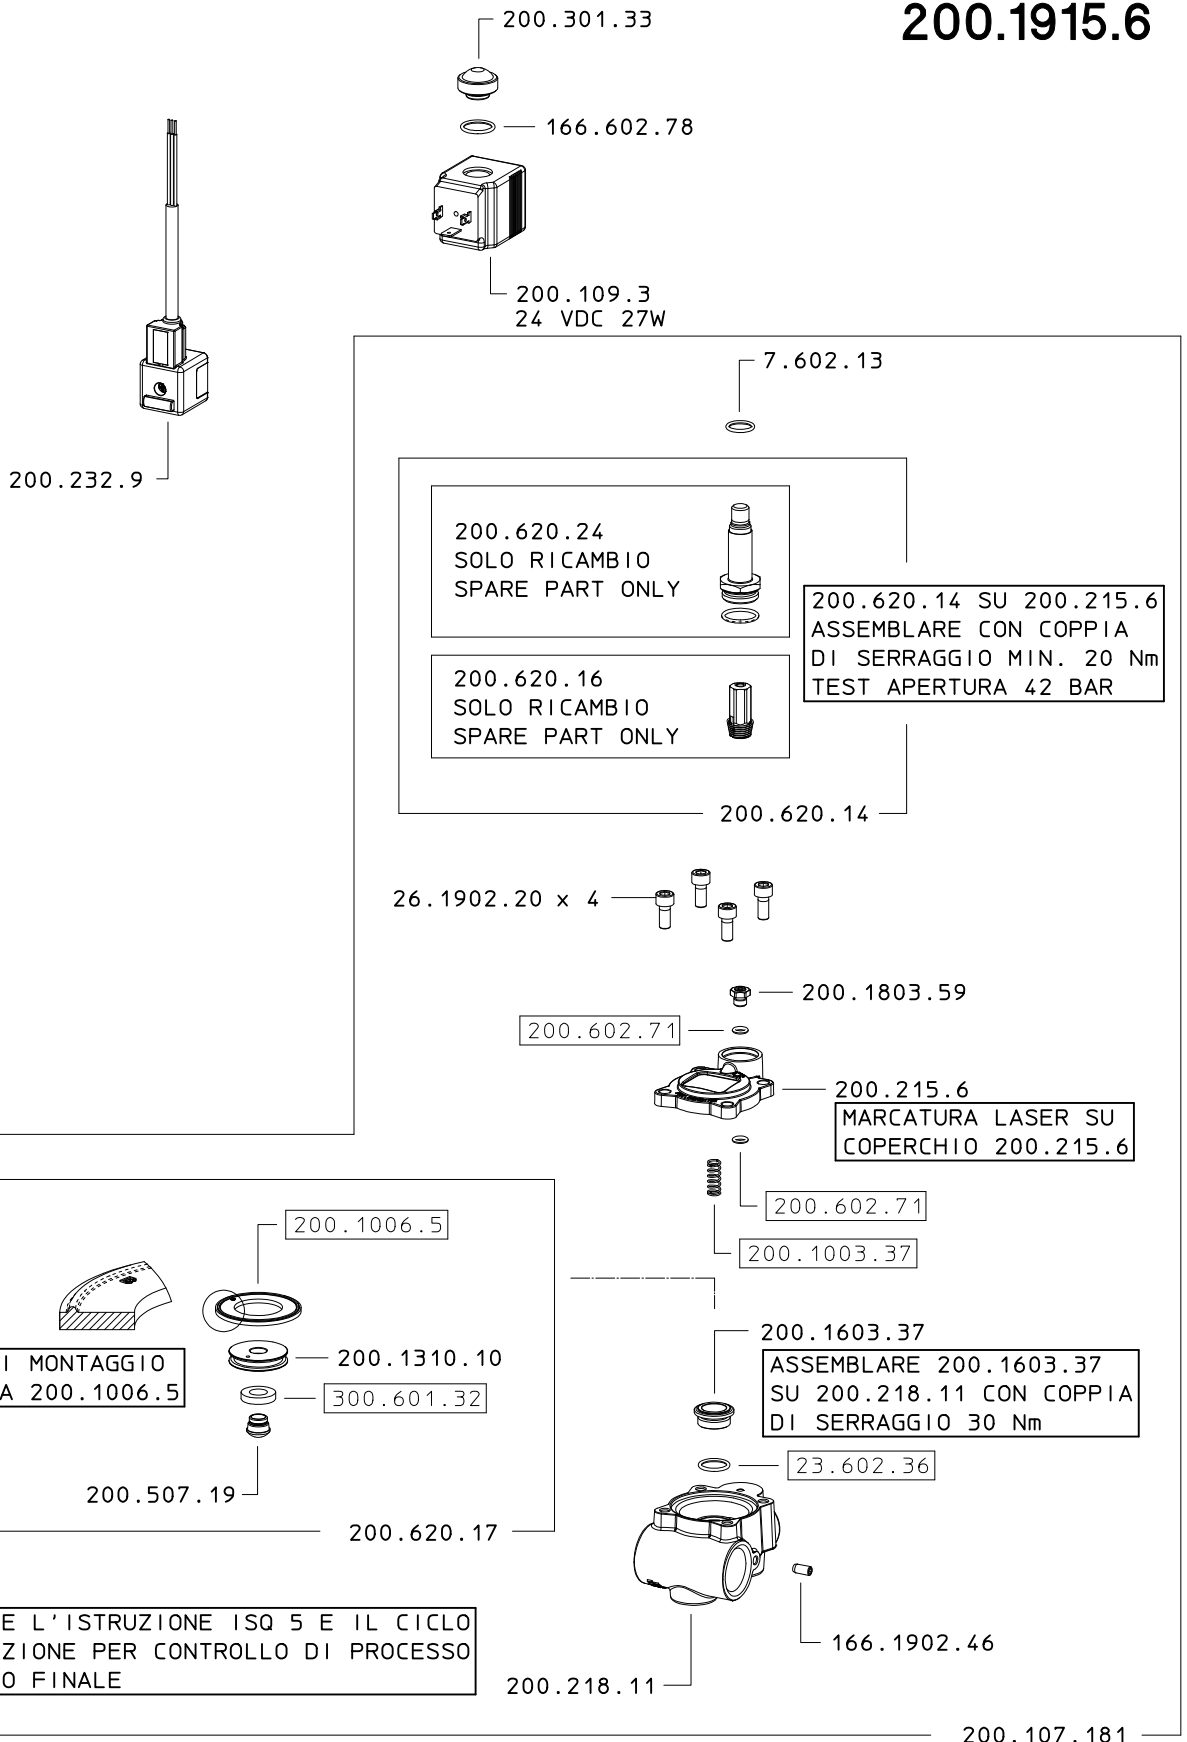 200.1915.6
200.301.33
166.602.78
200.109.3
24 VDC 27W
200.232.9
7.602.13
200.620.24
SOLO RICAMBIO
SPARE PART ONLY
200.620.14 SU 200.215.6
ASSEMBLARE CON COPPIA
DI SERRAGGIO MIN. 20 Nm
TEST APERTURA 42 BAR
200.620.16
SOLO RICAMBIO
SPARE PART ONLY
200.620.14
26.1902.20 x 4
200.1803.59
200.602.71
200.215.6
MARCATURA LASER SU
COPERCHIO 200.215.6
200.602.71
200.1003.37
200.1006.5
I MONTAGGIO
A 200.1006.5
200.1310.10
300.601.32
200.507.19
200.620.17
200.1603.37
ASSEMBLARE 200.1603.37
SU 200.218.11 CON COPPIA
DI SERRAGGIO 30 Nm
23.602.36
E L'ISTRUZIONE ISQ 5 E IL CICLO
ZIONE PER CONTROLLO DI PROCESSO
O FINALE
166.1902.46
200.218.11
200.107.181